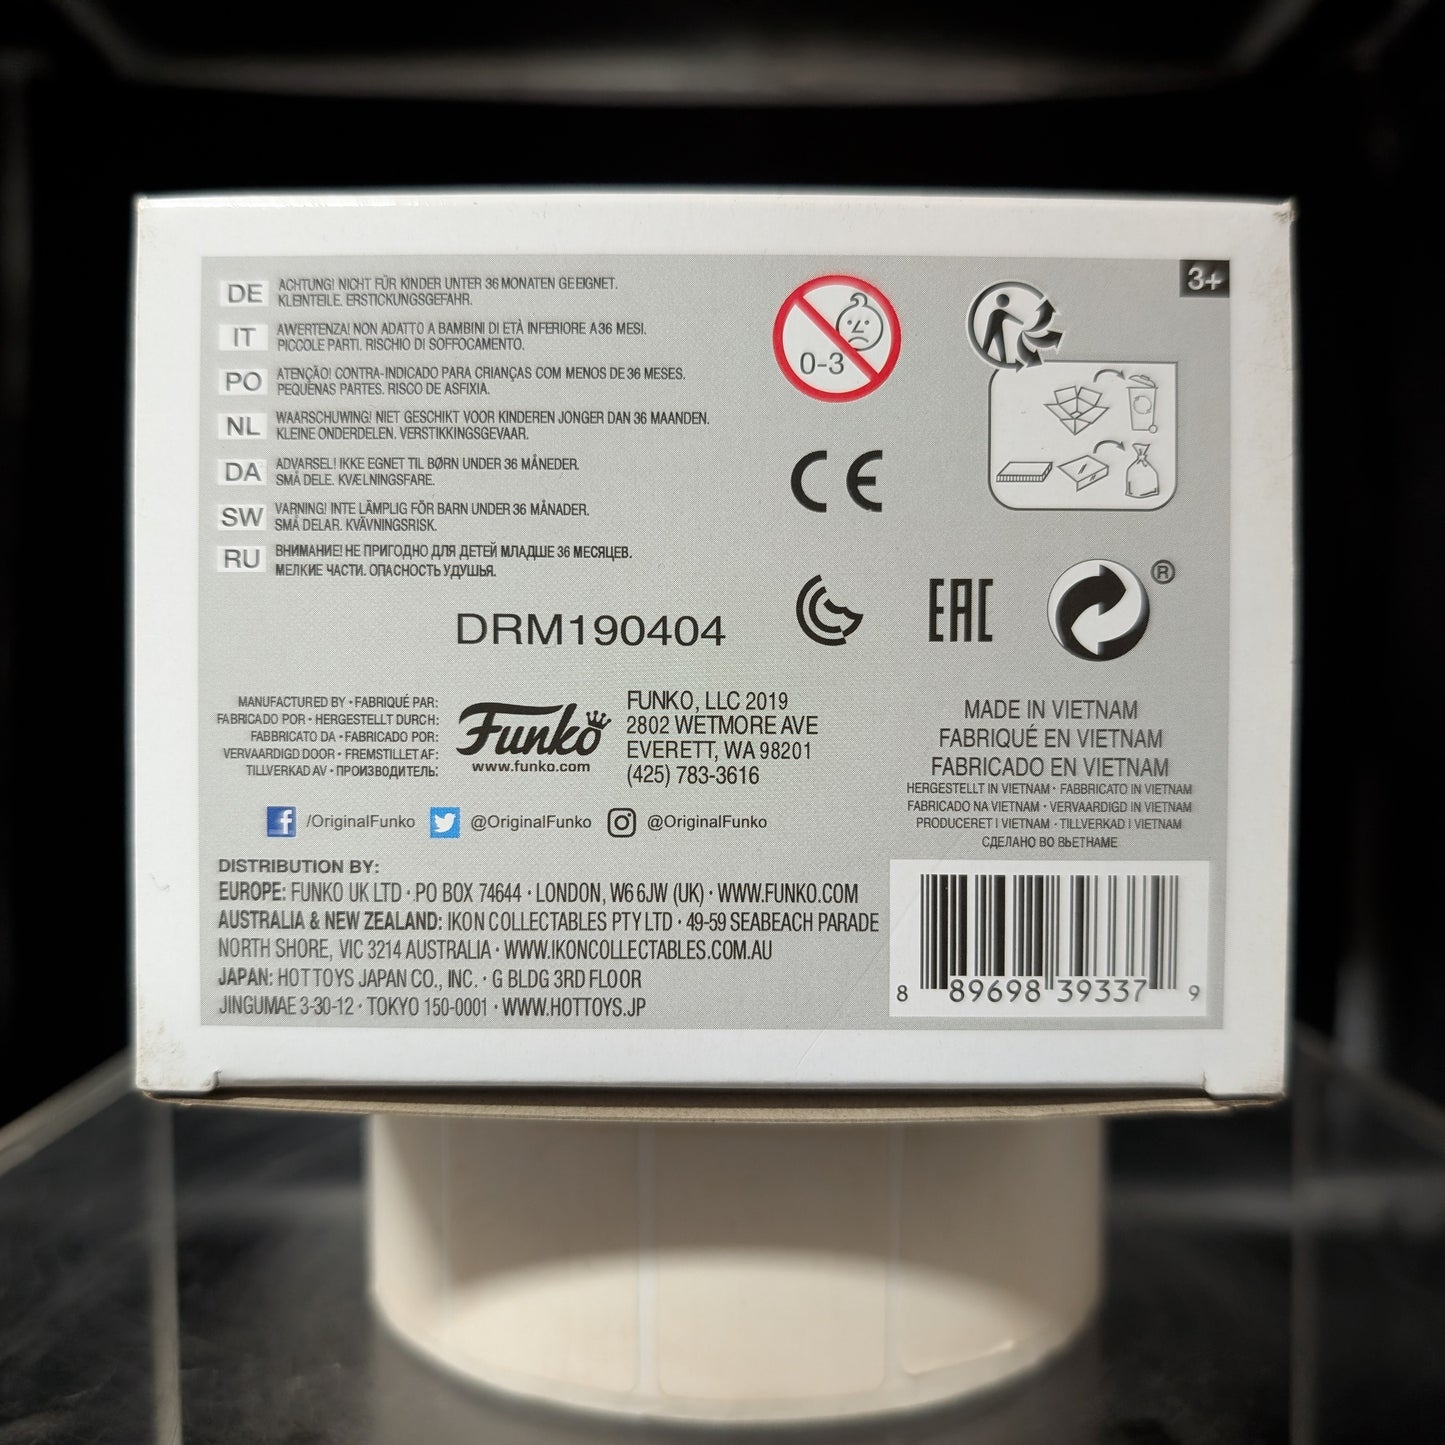 DE ACHTUNG! NICHT FÜR KINDER UNTER 36 MONATEN GEEIGNET.
KLEINTEILE. ERSTICKUNGSGEFAHR.
IT AWERTENZA! NON ADATTO A BAMBINI DI ETÀ INFERIORE A 36 MESI.
PICCOLE PARTI. RISCHIO DI SOFFOCAMENTO.
PO ATENÇÃO! CONTRA-INDICADO PARA CRIANÇAS COM MENOS DE 36 MESES.
PEQUENAS PARTES. RISCO DE ASFIXIA.
NL WAARSCHUWING! NIET GESCHIKT VOOR KINDEREN JONGER DAN 36 MAANDEN.
KLEINE ONDERDELEN. VERSTIKKINGSGEVAAR.
DA ADVARSEL! IKKE EGNET TIL BØRN UNDER 36 MÅNEDER.
SMÅ DELE. KVÆLNINGSFARE.
SW VARNING! INTE LÄMPLIG FÖR BARN UNDER 36 MÅNADER.
SMÅ DELAR. KVÄVNINGSRISK.
RU ВНИМАНИЕ! НЕ ПРИГОДНО ДЛЯ ДЕТЕЙ МЛАДШЕ 36 МЕСЯЦЕВ.
МЕЛКИЕ ЧАСТИ. ОПАСНОСТЬ УДУШЬЯ.
0-3
3+
CE
EAC
®
DRM190404
MANUFACTURED BY • FABRIQUÉ PAR:
FABRICADO POR • HERGESTELLT DURCH:
FABBRICATO DA • FABRICADO POR:
VERVAARDIGD DOOR • FREMSTILLET AF:
TILLVERKAD AV • ПРОИЗВОДИТЕЛЬ:
Funko
www.funko.com
FUNKO, LLC 2019
2802 WETMORE AVE
EVERETT, WA 98201
(425) 783-3616
/OriginalFunko @OriginalFunko @OriginalFunko
MADE IN VIETNAM
FABRIQUÉ EN VIETNAM
FABRICADO EN VIETNAM
HERGESTELLT IN VIETNAM • FABBRICATO IN VIETNAM
FABRICADO NA VIETNAM • VERVAARDIGD IN VIETNAM
PRODUCERET I VIETNAM • TILLVERKAD I VIETNAM
СДЕЛАНО ВО ВЬЕТНАМЕ
DISTRIBUTION BY:
EUROPE: FUNKO UK LTD • PO BOX 74644 • LONDON, W6 6JW (UK) • WWW.FUNKO.COM
AUSTRALIA & NEW ZEALAND: IKON COLLECTABLES PTY LTD • 49-59 SEABEACH PARADE
NORTH SHORE, VIC 3214 AUSTRALIA • WWW.IKONCOLLECTABLES.COM.AU
JAPAN: HOT TOYS JAPAN CO., INC. • G BLDG 3RD FLOOR
JINGUMAE 3-30-12 • TOKYO 150-0001 • WWW.HOTTOYS.JP
8 89698 39337 9